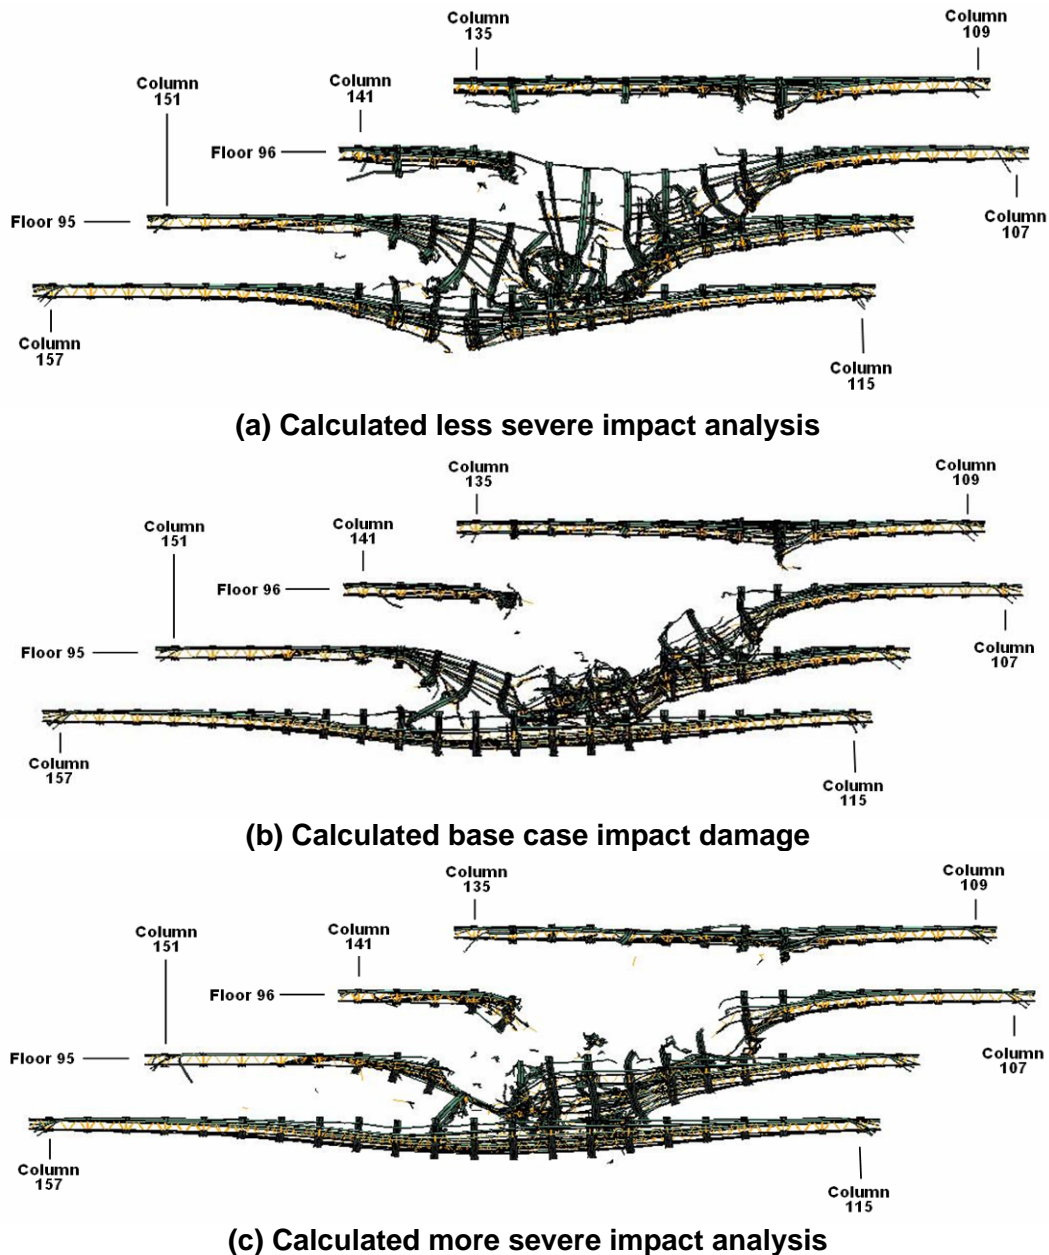 Column
135
Column
109
Column
151
Column
141
Floor 96
Floor 95
Column
107
Column
157
Column
115
(a) Calculated less severe impact analysis
Column
135
Column
109
Column
151
Column
141
Floor 96
Floor 95
Column
107
Column
157
Column
115
(b) Calculated base case impact damage
Column
135
Column
109
Column
151
Column
141
Floor 96
Floor 95
Column
107
Column
157
Column
115
(c) Calculated more severe impact analysis